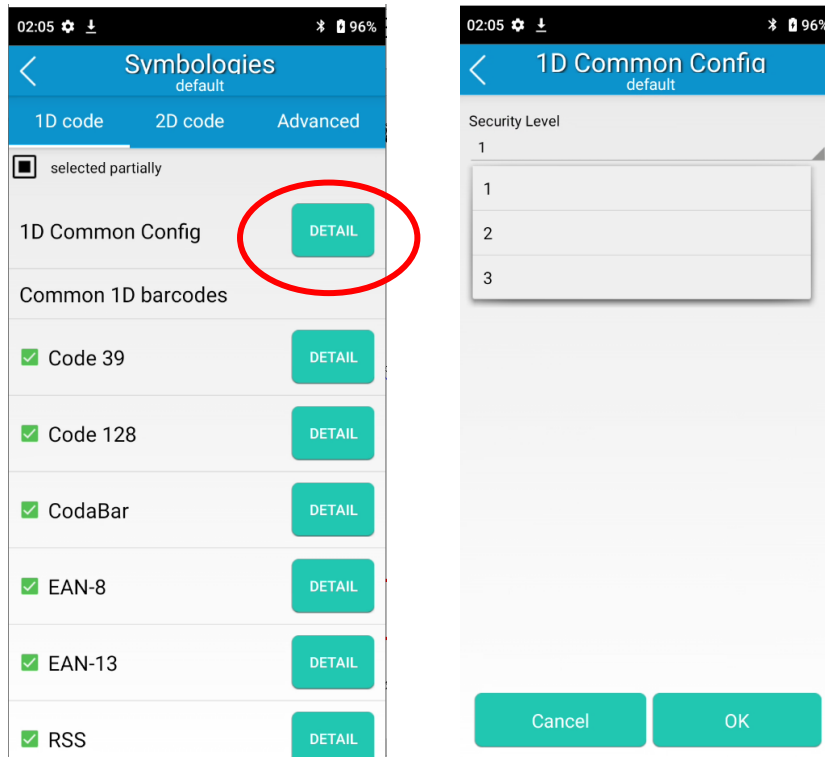 02:05 96%
Symbologies
default
1D code 2D code Advanced
selected partially
1D Common Config DETAIL
Common 1D barcodes
Code 39 DETAIL
Code 128 DETAIL
CodaBar DETAIL
EAN-8 DETAIL
EAN-13 DETAIL
RSS DETAIL
02:05 96%
1D Common Config
default
Security Level
1
1
2
3
Cancel OK